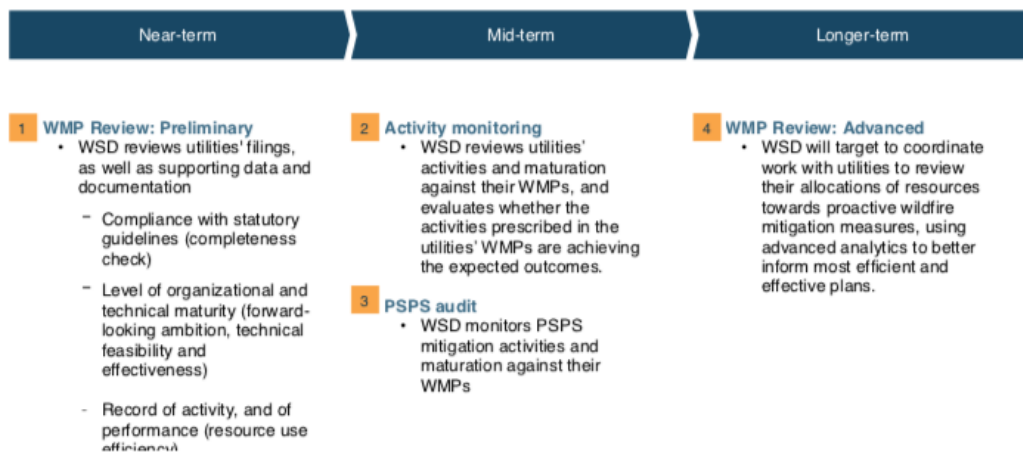 Near-term
Mid-term
Longer-term
1 WMP Review: Preliminary
• WSD reviews utilities' filings,
as well as supporting data and
documentation
– Compliance with statutory
guidelines (completeness
check)
– Level of organizational and
technical maturity (forward-
looking ambition, technical
feasibility and
effectiveness)
- Record of activity, and of
performance (resource use
efficiency)
2 Activity monitoring
• WSD reviews utilities'
activities and maturation
against their WMPs, and
evaluates whether the
activities prescribed in the
utilities' WMPs are achieving
the expected outcomes.
3 PSPS audit
• WSD monitors PSPS
mitigation activities and
maturation against their
WMPs
4 WMP Review: Advanced
• WSD will target to coordinate
work with utilities to review
their allocations of resources
towards proactive wildfire
mitigation measures, using
advanced analytics to better
inform most efficient and
effective plans.